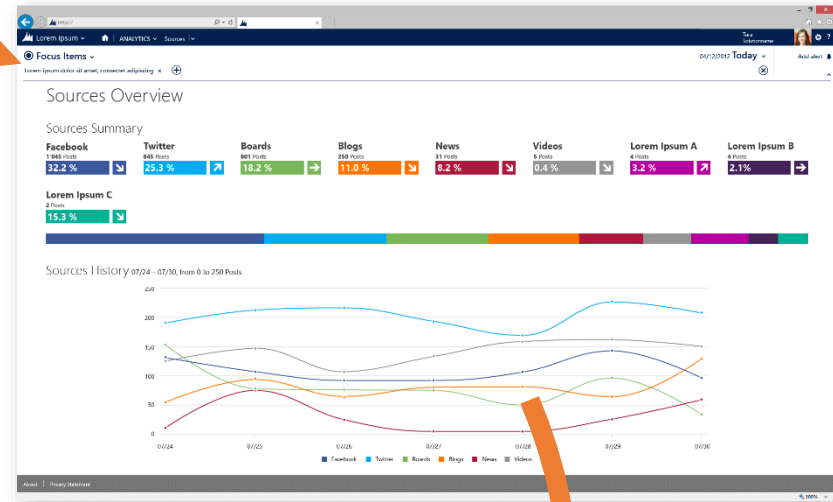 http://
Lorem Ipsum
ANALYTICS
Sources
Tara
Solutionname
?
Focus Items
04/12/2012 Today
Add alert
Lorem ipsum dolor sit amet, consectet adipiscing x
Sources Overview
Sources Summary
Facebook
1'045 Posts
32.2 %
Twitter
845 Posts
25.3 %
Boards
601 Posts
18.2 %
Blogs
250 Posts
11.0 %
News
31 Posts
8.2 %
Videos
5 Posts
0.4 %
Lorem Ipsum A
4 Posts
3.2 %
Lorem Ipsum B
4 Posts
2.1%
Lorem Ipsum C
2 Posts
15.3 %
Sources History 07/24 – 07/30, from 0 to 250 Posts
250
200
150
100
50
0
07/24 07/25 07/26 07/27 07/28 07/29 07/30
Facebook Twitter Boards Blogs News Videos
About | Privacy Statement
100%